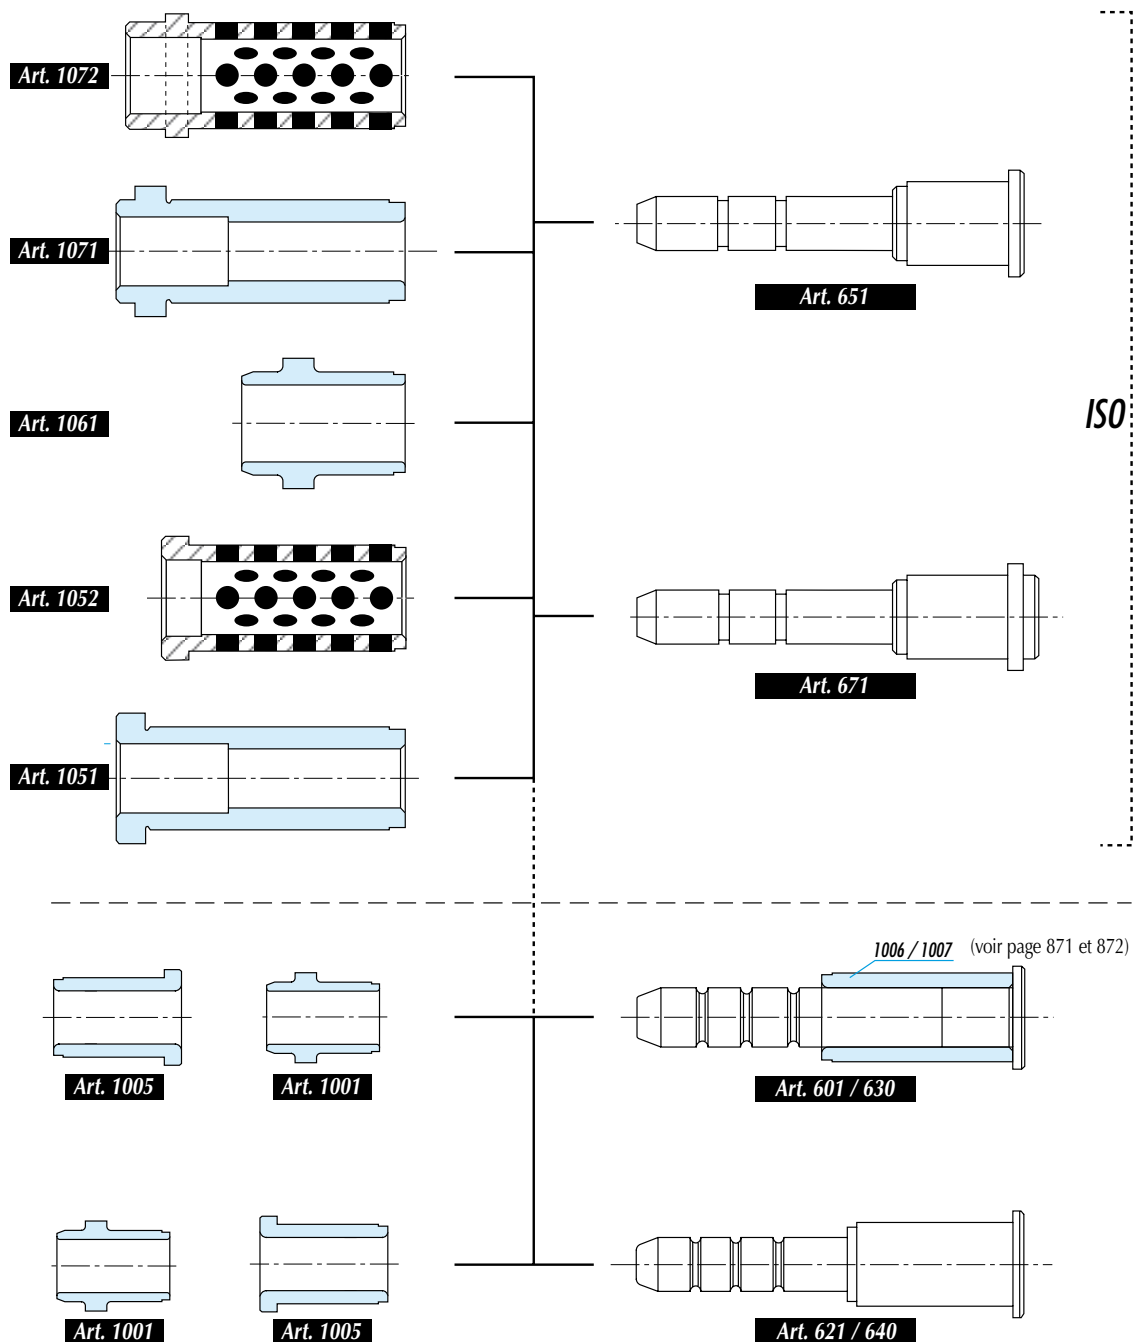 Art. 1072
Art. 1071
Art. 651
Art. 1061
ISO
Art. 1052
Art. 671
Art. 1051
1006 / 1007 (voir page 871 et 872)
Art. 1005
Art. 1001
Art. 601 / 630
Art. 1001
Art. 1005
Art. 621 / 640